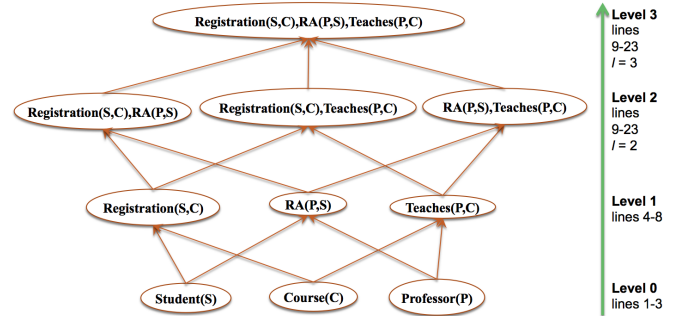 Registration(S,C),RA(P,S),Teaches(P,C)
Level 3
lines
9-23
l = 3
Registration(S,C),RA(P,S)
Registration(S,C),Teaches(P,C)
RA(P,S),Teaches(P,C)
Level 2
lines
9-23
l = 2
Registration(S,C)
RA(P,S)
Teaches(P,C)
Level 1
lines 4-8
Student(S)
Course(C)
Professor(P)
Level 0
lines 1-3